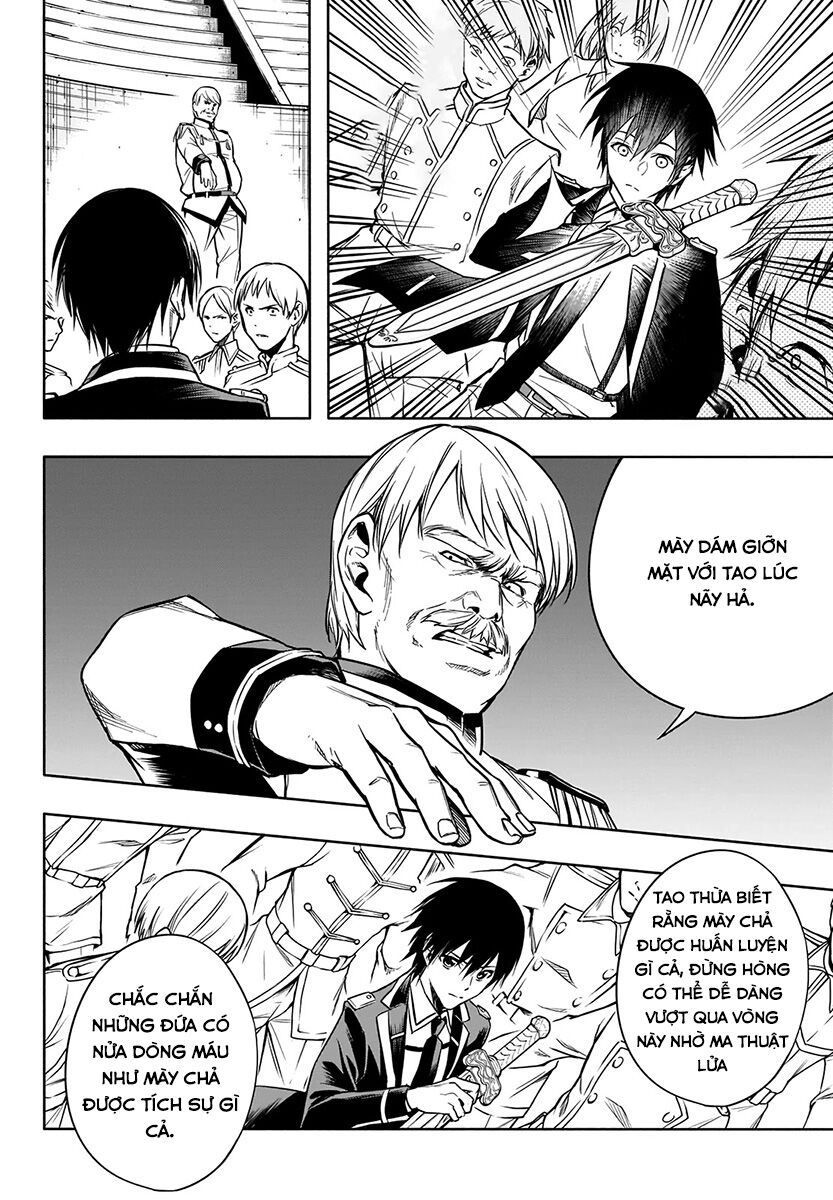 MÀY DÁM GIỠN
MẶT VỚI TAO LÚC
NÃY HẢ.
TAO THỪA BIẾT
RẰNG MÀY CHẢ
ĐƯỢC HUẤN LUYỆN
GÌ CẢ, ĐỪNG HÒNG
CÓ THỂ DỄ DÀNG
VƯỢT QUA VÒNG
NÀY NHỜ MA THUẬT
LỬA
CHẮC CHẮN
NHỮNG ĐỨA CÓ
NỬA DÒNG MÁU
NHƯ MÀY CHẢ
ĐƯỢC TÍCH SỰ GÌ
CẢ.